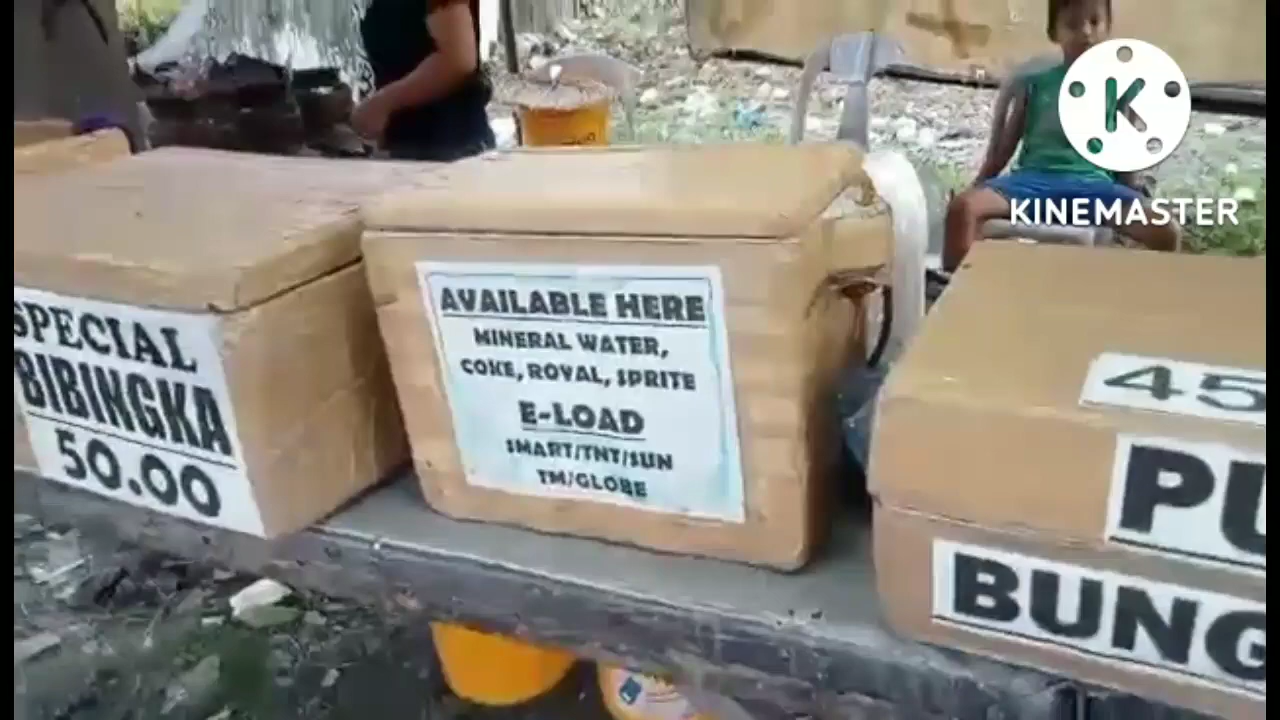 SPECIAL
BIBINGKA
50.00
AVAILABLE HERE
MINERAL WATER,
COKE, ROYAL, SPRITE
E-LOAD
SMART/TNT/SUN
TM/GLOBE
45
PU
BUNG
K
KINEMASTER